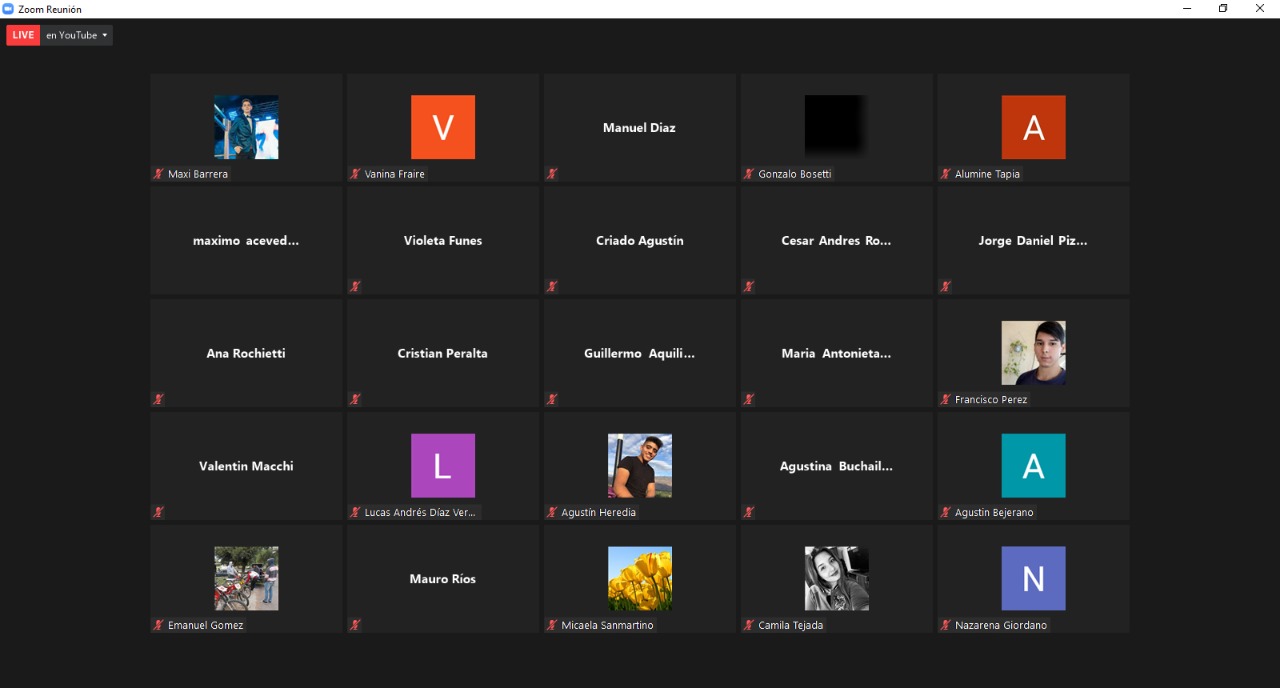 Zoom Reunión
LIVE en YouTube
Maxi Barrera
V
Vanina Fraire
Manuel Diaz
Gonzalo Bosetti
A
Alumine Tapia
maximo aceved...
Violeta Funes
Criado Agustín
Cesar Andres Ro...
Jorge Daniel Piz...
Ana Rochietti
Cristian Peralta
Guillermo Aquili...
Maria Antonieta...
Francisco Perez
Valentin Macchi
L
Lucas Andrés Díaz Ver...
Agustín Heredia
Agustina Buchail...
A
Agustin Bejerano
Emanuel Gomez
Mauro Ríos
Micaela Sanmartino
Camila Tejada
N
Nazarena Giordano